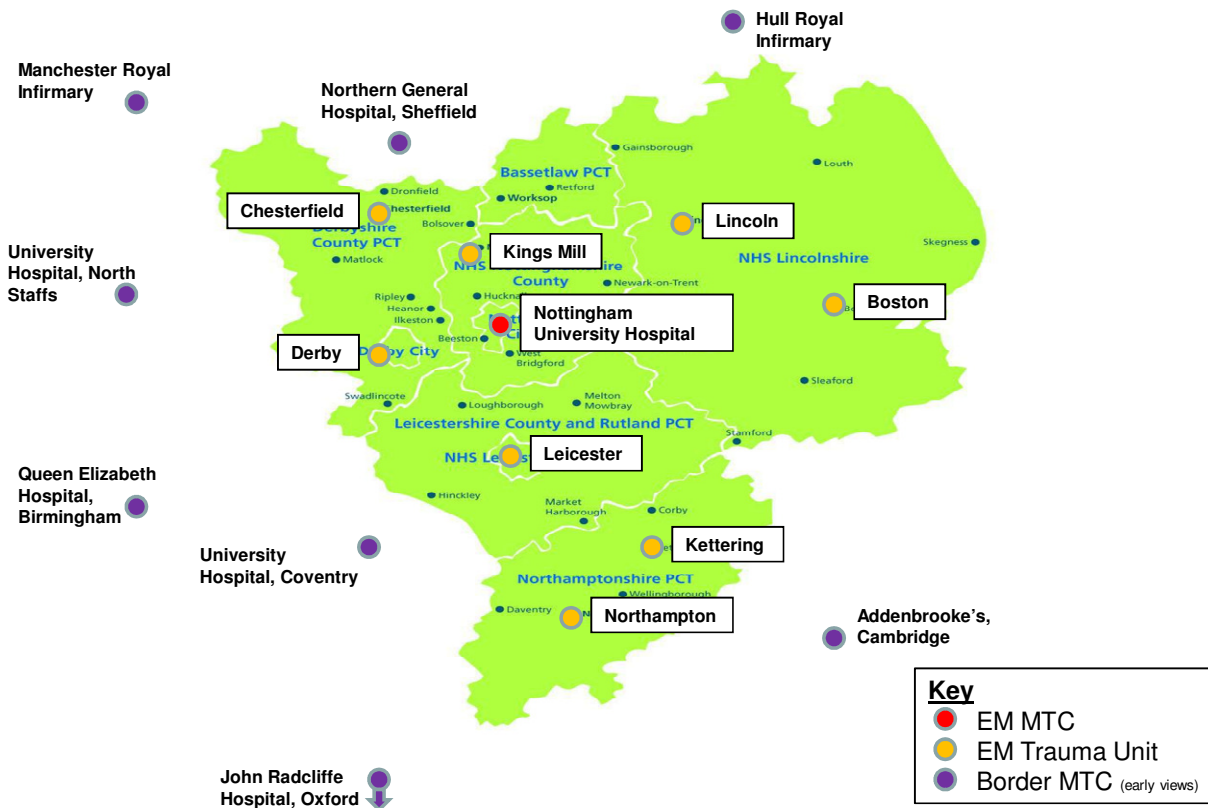 Hull Royal
Infirmary
Manchester Royal
Infirmary
Northern General
Hospital, Sheffield
Gainsborough
Louth
Bassetlaw PCT
Retford
Worksop
Dronfield
Chesterfield
Lincoln
Bolsover
County PCT
Matlock
Kings Mill
Skegness
NHS Lincolnshire
County
University
Hospital, North
Staffs
Newark-on-Trent
Ripley
Heanor
Ilkeston
Boston
Nottingham
University Hospital
Beeston
West
Bridgford
Derby
City
Sleaford
Swadlincote
Loughborough
Melton
Mowbray
Leicestershire County and Rutland PCT
Stamford
NHS
Leicester
Queen Elizabeth
Hospital,
Birmingham
Hinckley
Market
Harborough
Corby
University
Hospital, Coventry
Kettering
Northamptonshire PCT
Wellingborough
Daventry
Northampton
Addenbrooke's,
Cambridge
Key
EM MTC
EM Trauma Unit
Border MTC (early views)
John Radcliffe
Hospital, Oxford